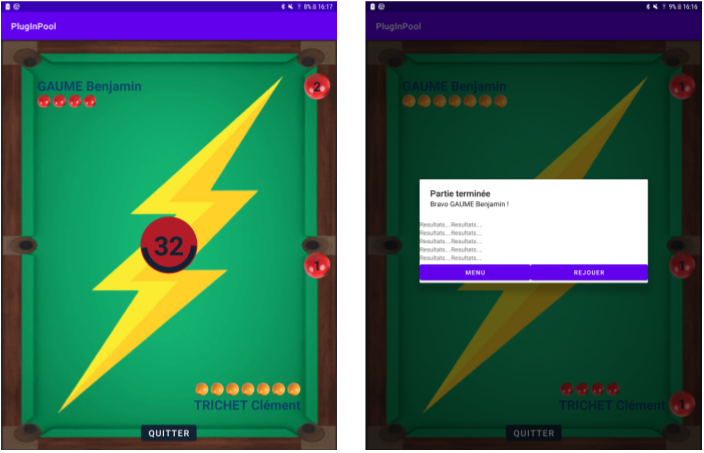 8% 16:17
PlugInPool
GAUME Benjamin
2
32
1
TRICHET Clément
QUITTER
9% 16:16
PlugInPool
GAUME Benjamin
1
Partie terminée
Bravo GAUME Benjamin !
Resultats....Resultats....
Resultats....Resultats....
Resultats....Resultats....
Resultats....Resultats....
Resultats....Resultats....
MENU
REJOUER
1
TRICHET Clément
1
QUITTER